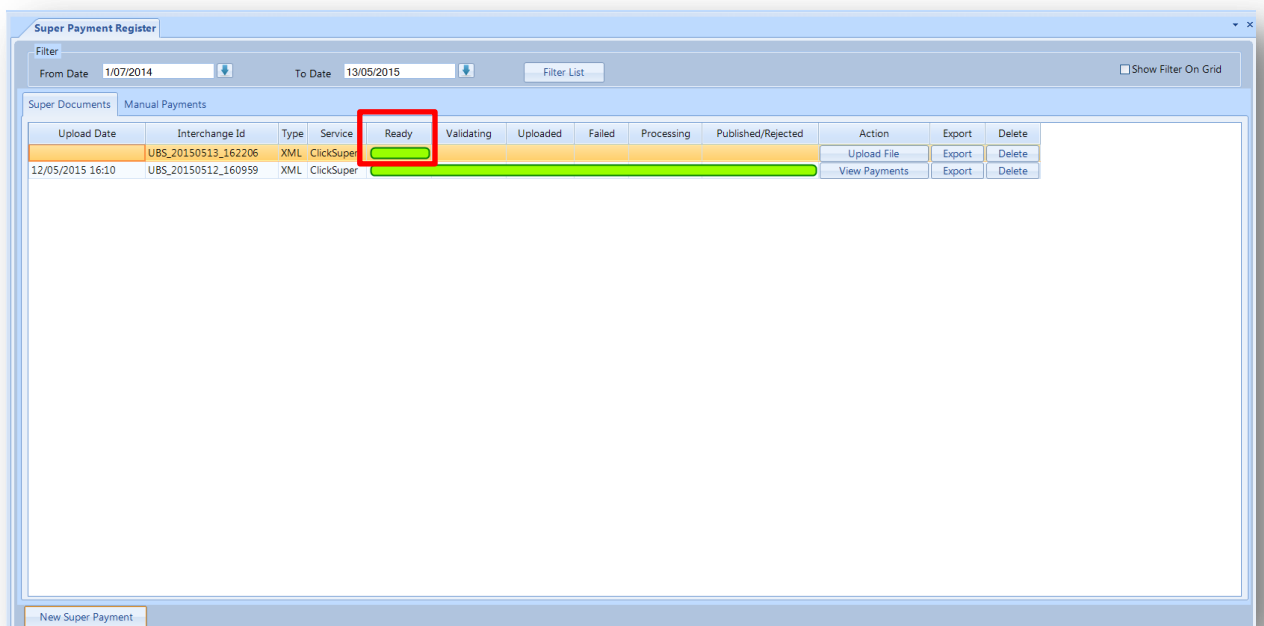 Super Payment Register
Filter
From Date 1/07/2014 To Date 13/05/2015 Filter List Show Filter On Grid
Super Documents Manual Payments
Upload Date Interchange Id Type Service Ready Validating Uploaded Failed Processing Published/Rejected Action Export Delete
UBS_20150513_162206 XML ClickSuper Upload File Export Delete
12/05/2015 16:10 UBS_20150512_160959 XML ClickSuper View Payments Export Delete
New Super Payment